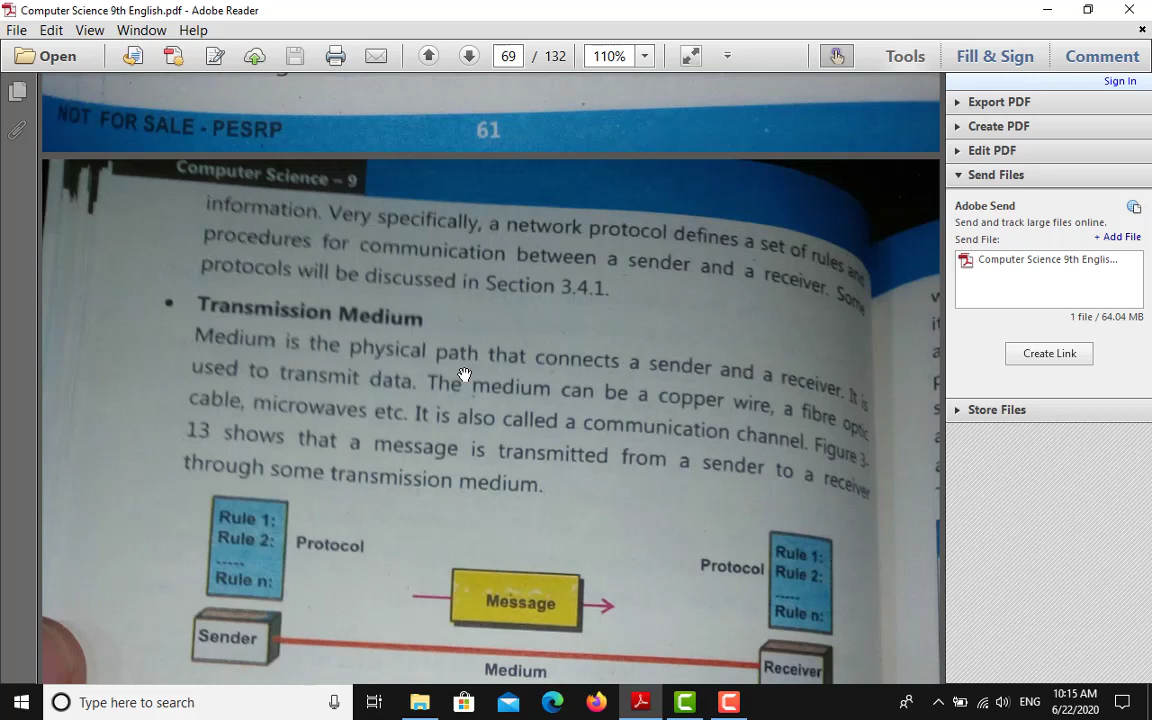 Computer Science 9th English.pdf - Adobe Reader
File Edit View Window Help
Open 69 / 132 110% Tools Fill & Sign Comment
Sign In
Export PDF
Create PDF
Edit PDF
Send Files
Adobe Send
Send and track large files online.
Send File:
+ Add File
Computer Science 9th Englis...
1 file / 64.04 MB
Create Link
Store Files
NOT FOR SALE - PESRP 61
Computer Science – 9
information. Very specifically, a network protocol defines a set of rules and
procedures for communication between a sender and a receiver. Some
protocols will be discussed in Section 3.4.1.
• Transmission Medium
Medium is the physical path that connects a sender and a receiver. It is
used to transmit data. The medium can be a copper wire, a fibre optic
cable, microwaves etc. It is also called a communication channel. Figure 3-
13 shows that a message is transmitted from a sender to a receiver
through some transmission medium.
Rule 1:
Rule 2:
.....
Rule n:
Protocol
Message
Protocol
Rule 1:
Rule 2:
.....
Rule n:
Sender
Medium
Receiver
Type here to search
ENG
10:15 AM
6/22/2020